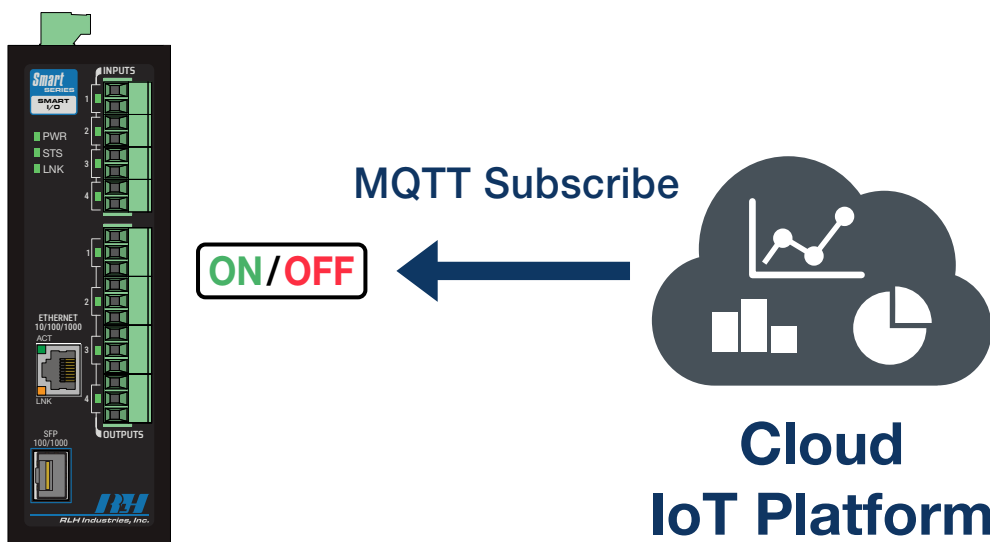 Smart
SERIES
SMART
I/O
INPUTS
1
2
3
4
PWR
STS
LNK
1
2
3
4
OUTPUTS
ETHERNET
10/100/1000
ACT
LNK
SFP
100/1000
RLH
RLH Industries, Inc.
MQTT Subscribe
ON/OFF
Cloud
IoT Platform